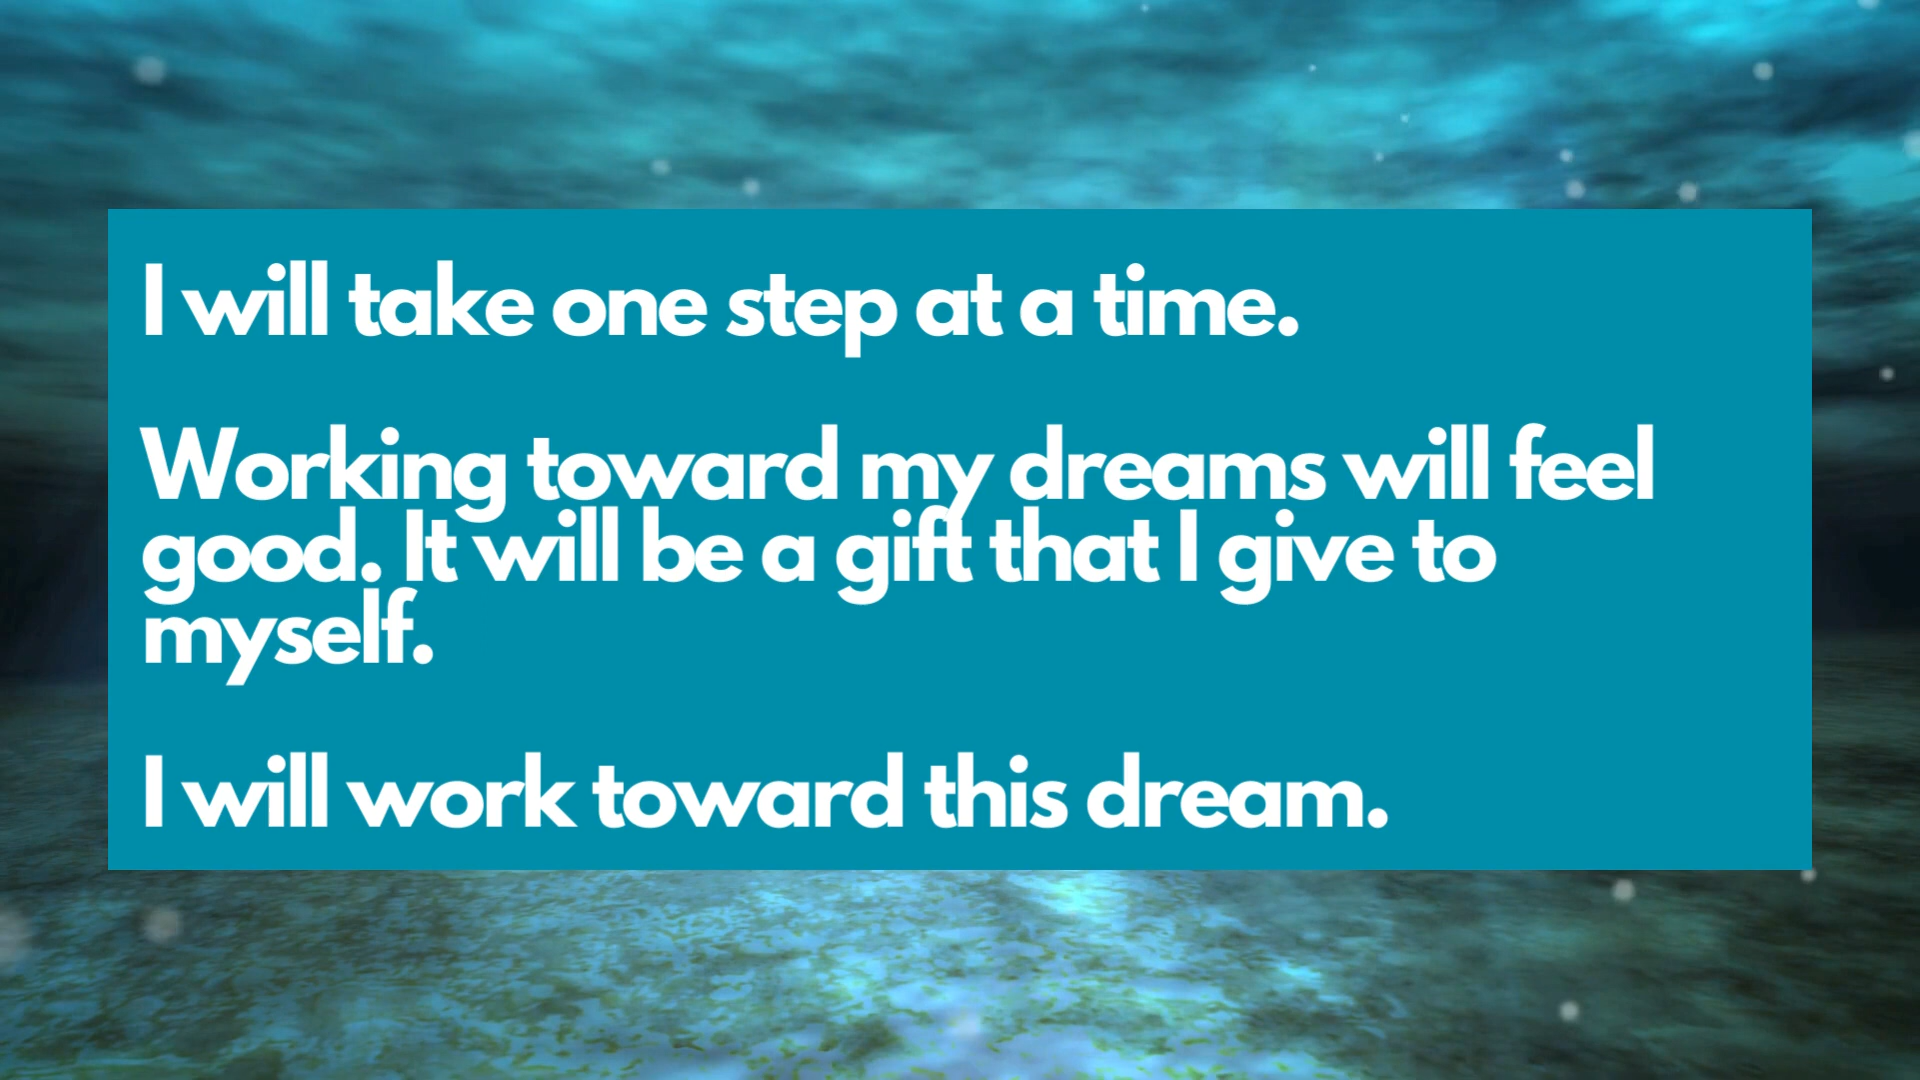 I will take one step at a time.
Working toward my dreams will feel
good. It will be a gift that I give to
myself.
I will work toward this dream.